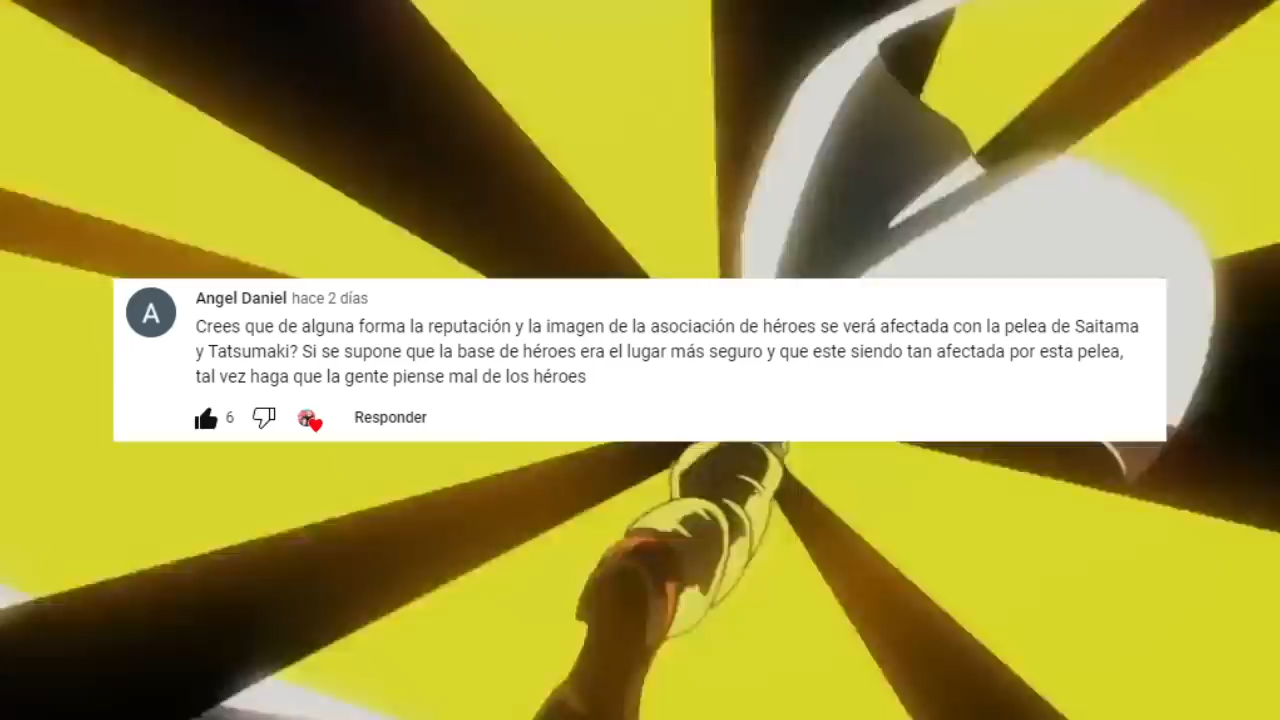 A
Angel Daniel hace 2 días
Crees que de alguna forma la reputación y la imagen de la asociación de héroes se verá afectada con la pelea de Saitama
y Tatsumaki? Si se supone que la base de héroes era el lugar más seguro y que este siendo tan afectada por esta pelea,
tal vez haga que la gente piense mal de los héroes
6 Responder